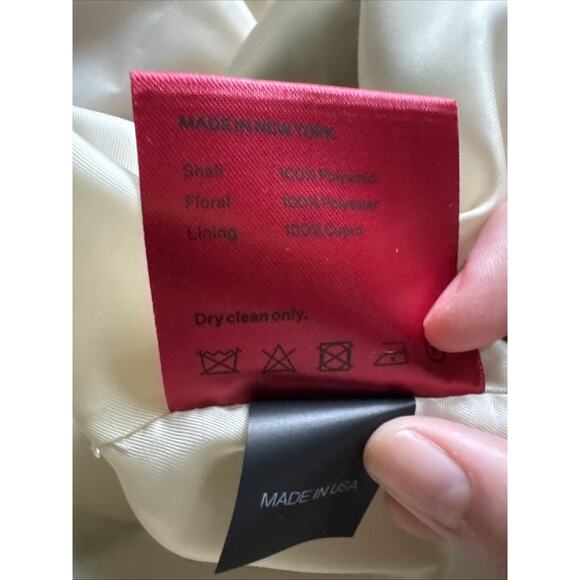 MADE IN NEW YORK
Shell 100% Polyamid
Floral 100% Polyester
Lining 100% Cupro
Dry clean only.
MADE IN USA